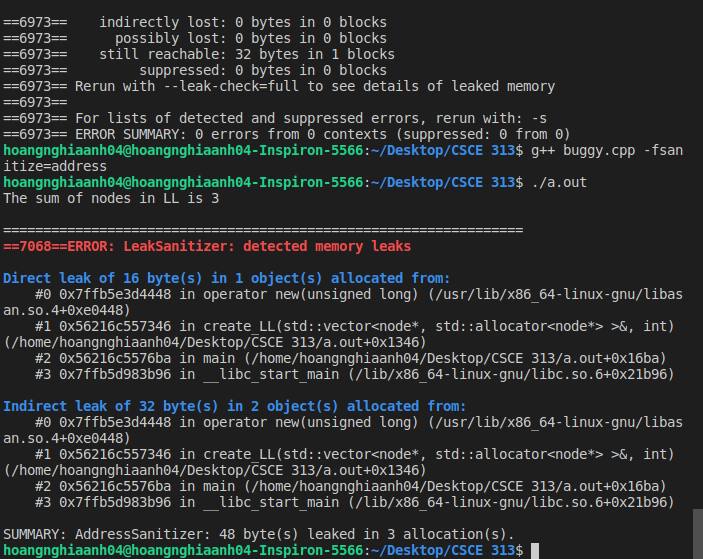 ==6973==    indirectly lost: 0 bytes in 0 blocks
==6973==      possibly lost: 0 bytes in 0 blocks
==6973==    still reachable: 32 bytes in 1 blocks
==6973==         suppressed: 0 bytes in 0 blocks
==6973== Rerun with --leak-check=full to see details of leaked memory
==6973==
==6973== For lists of detected and suppressed errors, rerun with: -s
==6973== ERROR SUMMARY: 0 errors from 0 contexts (suppressed: 0 from 0)
hoangnghiaanh04@hoangnghiaanh04-Inspiron-5566:~/Desktop/CSCE 313$ g++ buggy.cpp -fsan
itize=address
hoangnghiaanh04@hoangnghiaanh04-Inspiron-5566:~/Desktop/CSCE 313$ ./a.out
The sum of nodes in LL is 3

=================================================================
==7068==ERROR: LeakSanitizer: detected memory leaks

Direct leak of 16 byte(s) in 1 object(s) allocated from:
    #0 0x7ffb5e3d4448 in operator new(unsigned long) (/usr/lib/x86_64-linux-gnu/libas
an.so.4+0xe0448)
    #1 0x56216c557346 in create_LL(std::vector<node*, std::allocator<node*> >&, int)
(/home/hoangnghiaanh04/Desktop/CSCE 313/a.out+0x1346)
    #2 0x56216c5576ba in main (/home/hoangnghiaanh04/Desktop/CSCE 313/a.out+0x16ba)
    #3 0x7ffb5d983b96 in __libc_start_main (/lib/x86_64-linux-gnu/libc.so.6+0x21b96)

Indirect leak of 32 byte(s) in 2 object(s) allocated from:
    #0 0x7ffb5e3d4448 in operator new(unsigned long) (/usr/lib/x86_64-linux-gnu/libas
an.so.4+0xe0448)
    #1 0x56216c557346 in create_LL(std::vector<node*, std::allocator<node*> >&, int)
(/home/hoangnghiaanh04/Desktop/CSCE 313/a.out+0x1346)
    #2 0x56216c5576ba in main (/home/hoangnghiaanh04/Desktop/CSCE 313/a.out+0x16ba)
    #3 0x7ffb5d983b96 in __libc_start_main (/lib/x86_64-linux-gnu/libc.so.6+0x21b96)

SUMMARY: AddressSanitizer: 48 byte(s) leaked in 3 allocation(s).
hoangnghiaanh04@hoangnghiaanh04-Inspiron-5566:~/Desktop/CSCE 313$